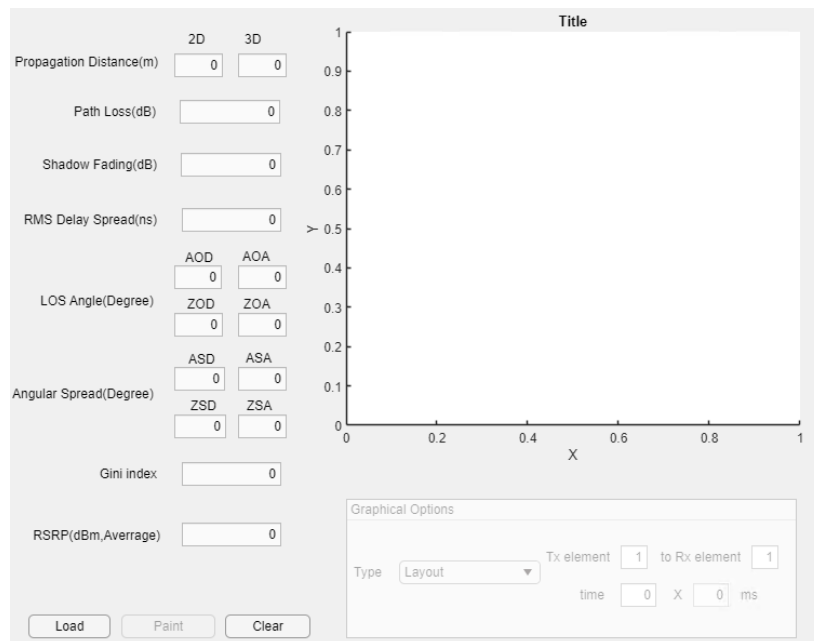 2D 3D
Propagation Distance(m) 0 0
Path Loss(dB) 0
Shadow Fading(dB) 0
RMS Delay Spread(ns) 0
AOD AOA
0 0
LOS Angle(Degree)
ZOD ZOA
0 0
ASD ASA
0 0
Angular Spread(Degree)
ZSD ZSA
0 0
Gini index 0
RSRP(dBm,Averrage) 0
Load Paint Clear
Title
1
0.9
0.8
0.7
0.6
0.5
0.4
0.3
0.2
0.1
0
Y
0 0.2 0.4 0.6 0.8 1
X
Graphical Options
Type Layout
Tx element 1 to Rx element 1
time 0 X 0 ms